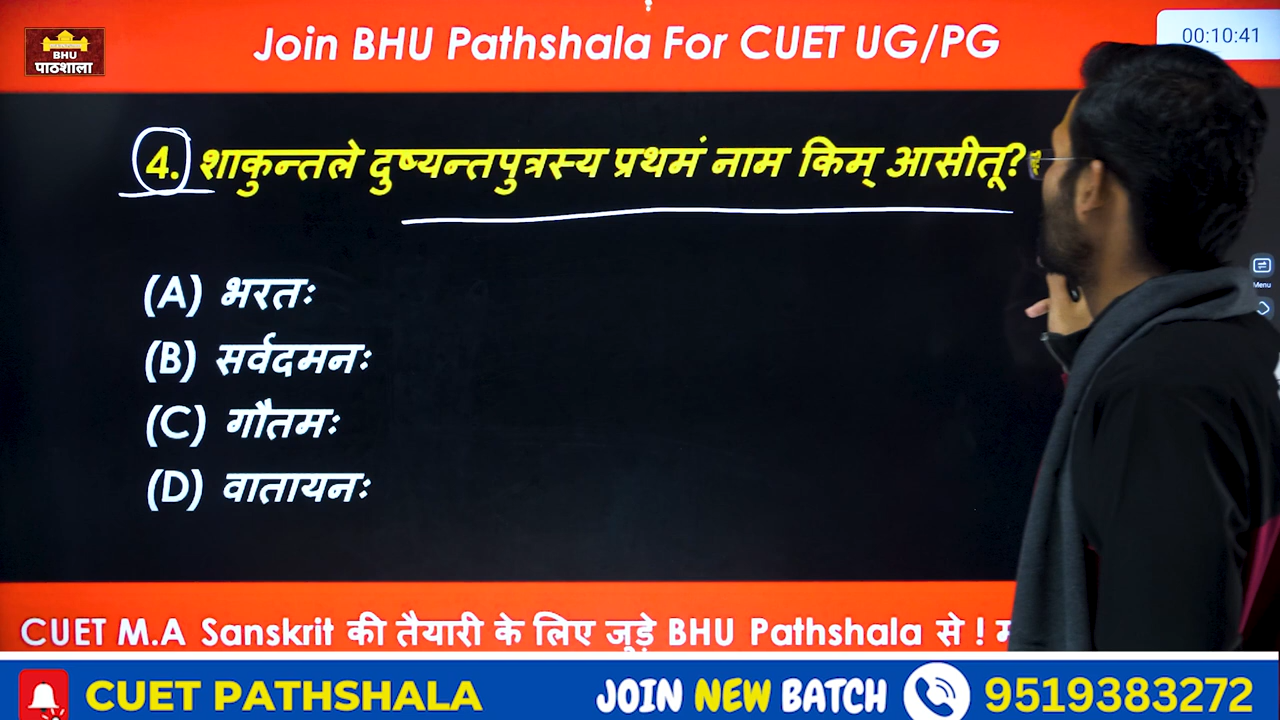 BHU
पाठशाला
Join BHU Pathshala For CUET UG/PG
00:10:41
4. शाकुन्तले दुष्यन्तपुत्रस्य प्रथमं नाम किम् आसीतू?
(A) भरतः
(B) सर्वदमनः
(C) गौतमः
(D) वातायनः
Menu
CUET M.A Sanskrit की तैयारी के लिए जुड़े BHU Pathshala से !
CUET PATHSHALA
JOIN NEW BATCH
9519383272